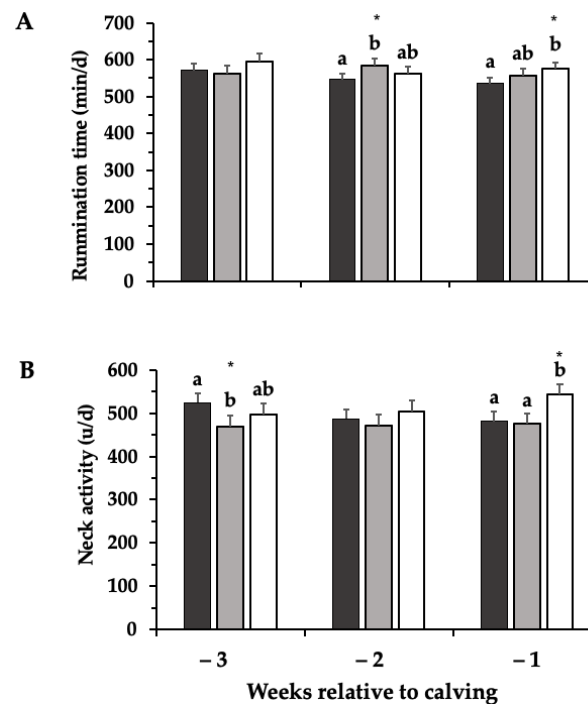 A
Runmination time (min/d)
700
600
500
400
300
200
100
0
a
*
b
ab
a
ab
*
b
B
Neck activity (u/d)
600
500
400
300
200
100
0
a
*
b
ab
a
a
*
b
– 3
– 2
– 1
Weeks relative to calving